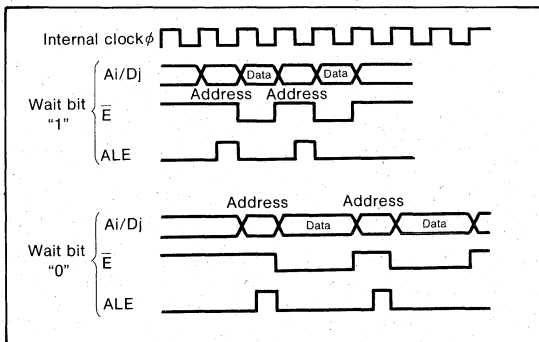 Internal clock ϕ
Ai/Dj Data Data
Address Address
Wait bit
"1"
E̅
ALE
Address Address
Ai/Dj Data Data
Wait bit
"0"
E̅
ALE